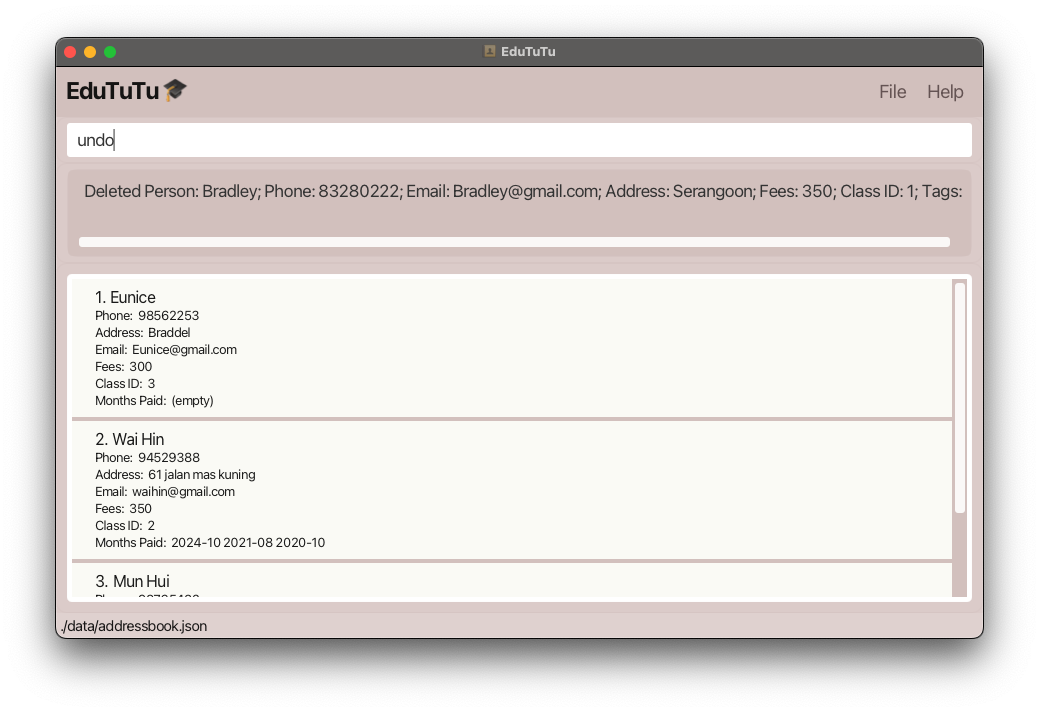 EduTuTu
EduTuTu🎓
File Help
undo
Deleted Person: Bradley; Phone: 83280222; Email: Bradley@gmail.com; Address: Serangoon; Fees: 350; Class ID: 1; Tags:
1. Eunice
Phone: 98562253
Address: Braddel
Email: Eunice@gmail.com
Fees: 300
Class ID: 3
Months Paid: (empty)
2. Wai Hin
Phone: 94529388
Address: 61 jalan mas kuning
Email: waihin@gmail.com
Fees: 350
Class ID: 2
Months Paid: 2024-10 2021-08 2020-10
3. Mun Hui
./data/addressbook.json